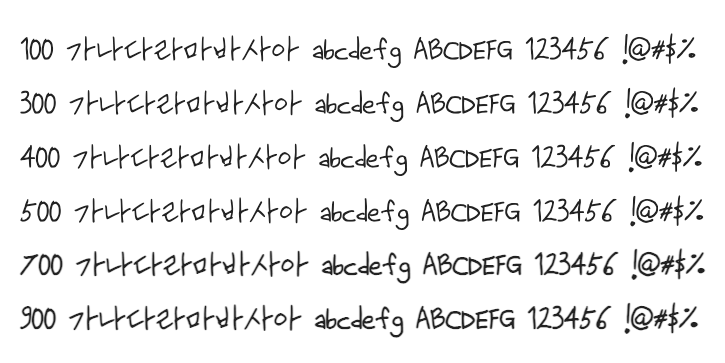 100 가나다라마바사아 abcdefg ABCDEFG 123456 !@#$%
300 가나다라마바사아 abcdefg ABCDEFG 123456 !@#$%
400 가나다라마바사아 abcdefg ABCDEFG 123456 !@#$%
500 가나다라마바사아 abcdefg ABCDEFG 123456 !@#$%
700 가나다라마바사아 abcdefg ABCDEFG 123456 !@#$%
900 가나다라마바사아 abcdefg ABCDEFG 123456 !@#$%